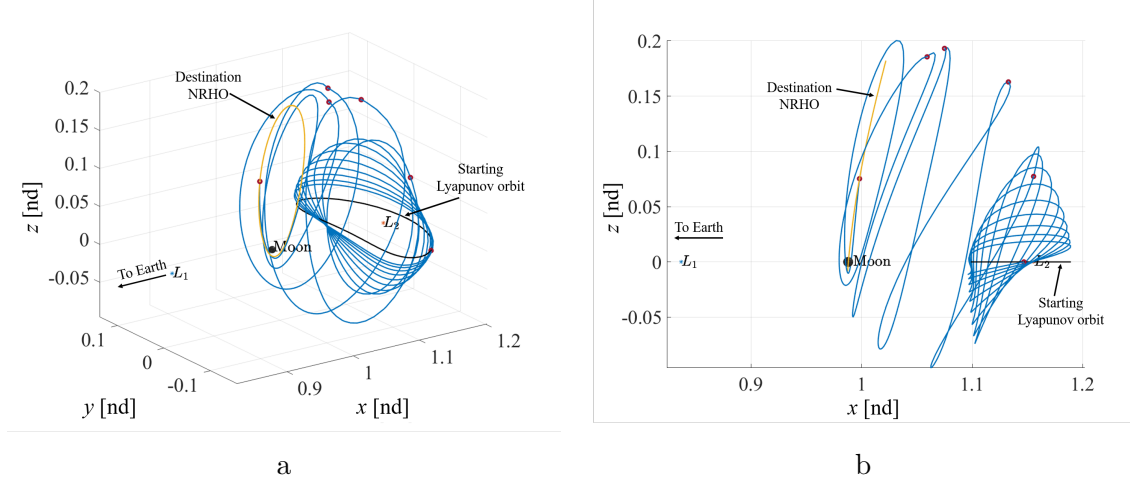 Destination
NRHO
0.2
0.15
0.1
0.05
0
-0.05
z [nd]
Starting
Lyapunov orbit
L2
Moon
To Earth
L1
0.1
0
-0.1
y [nd]
0.9
1
1.1
1.2
x [nd]
a
0.2
0.15
0.1
0.05
0
-0.05
z [nd]
Destination
NRHO
To Earth
L1
Moon
L2
Starting
Lyapunov orbit
0.9
1
1.1
1.2
x [nd]
b